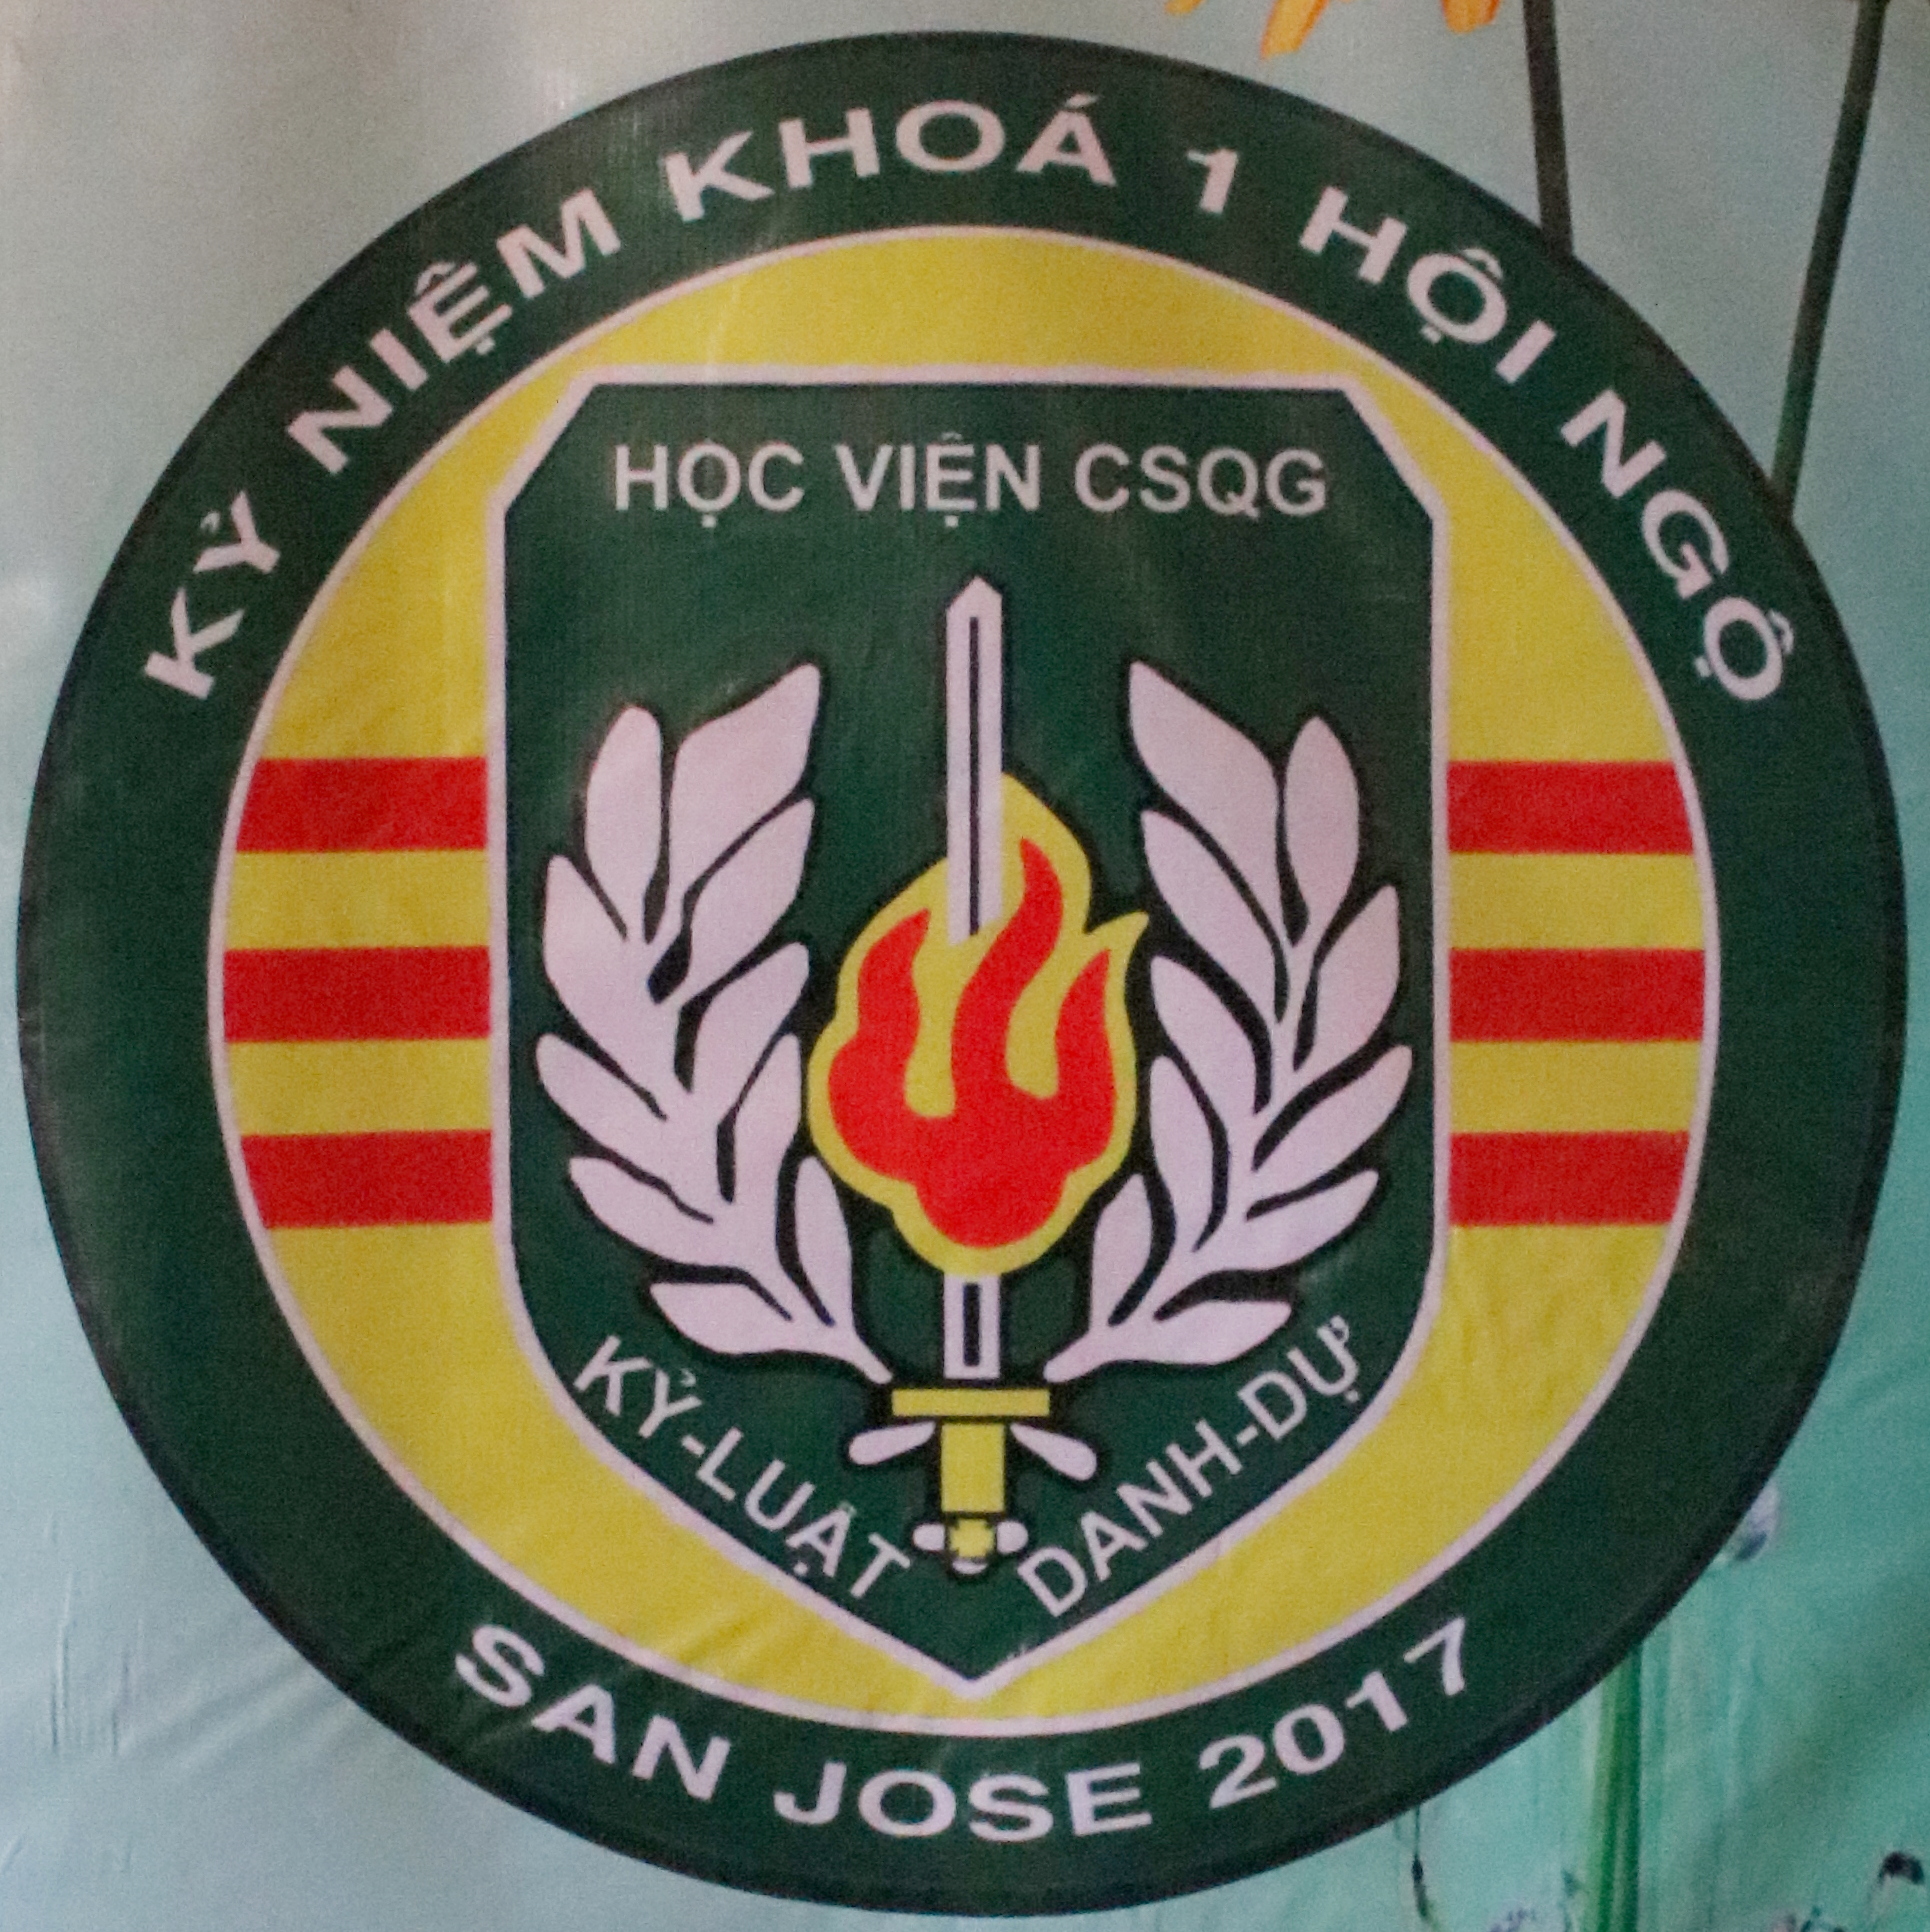 KỶ NIỆM KHOÁ 1 HỘI NGỘ
HỌC VIỆN CSQG
KỶ-LUẬT DANH-DỰ
SAN JOSE 2017